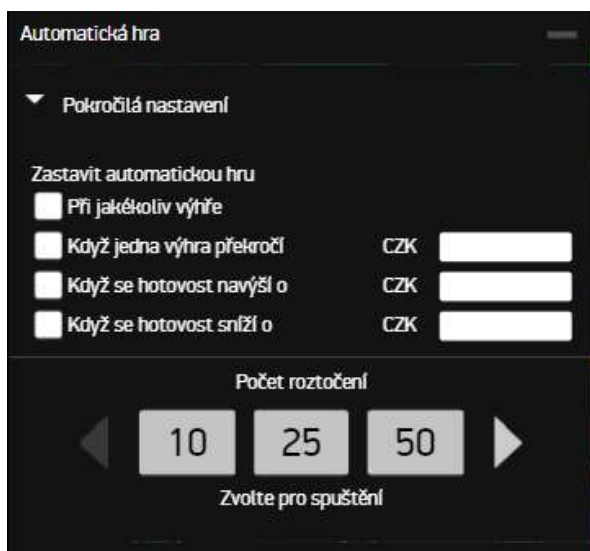 Automatická hra
Pokročilá nastavení
Zastavit automatickou hru
Při jakékoliv výhře
Když jedna výhra překročí CZK
Když se hotovost navýší o CZK
Když se hotovost sníží o CZK
Počet roztočení
10 25 50
Zvolte pro spuštění